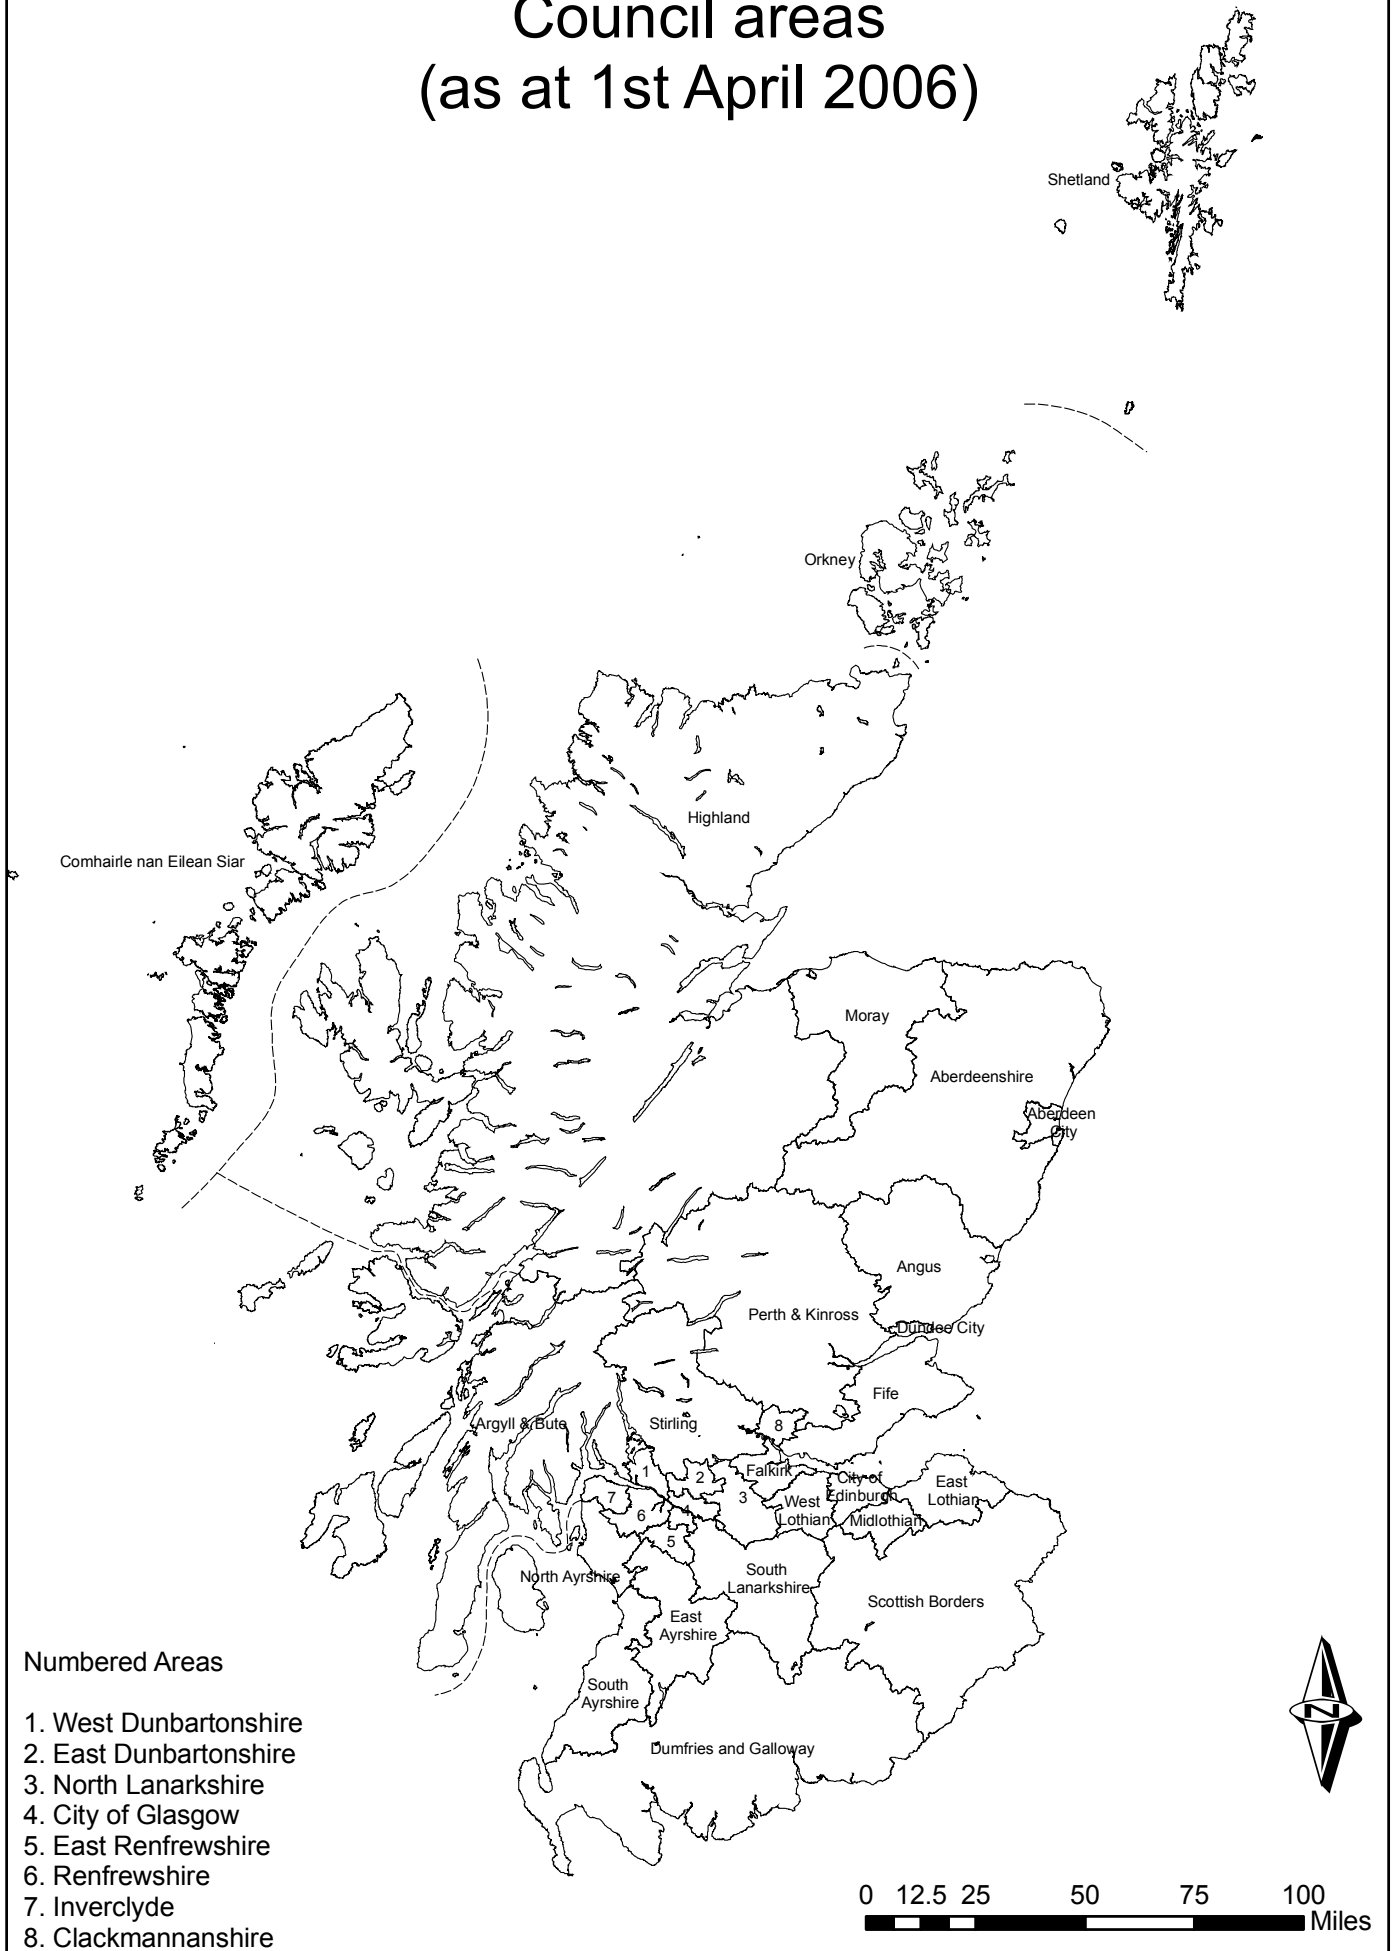 Council areas
(as at 1st April 2006)
Shetland
Orkney
Highland
Comhairle nan Eilean Siar
Moray
Aberdeenshire
Aberdeen
City
Angus
Perth & Kinross
Dundee City
Fife
Argyll & Bute
Stirling
8
1
2
Falkirk
City of
Edinburgh
East
Lothian
7
3
West
Lothian
6
4
Midlothian
5
North Ayrshire
South
Lanarkshire
Scottish Borders
East
Ayrshire
South
Ayrshire
Dumfries and Galloway
Numbered Areas
1. West Dunbartonshire
2. East Dunbartonshire
3. North Lanarkshire
4. City of Glasgow
5. East Renfrewshire
6. Renfrewshire
7. Inverclyde
8. Clackmannanshire
N
0 12.5 25 50 75 100
Miles